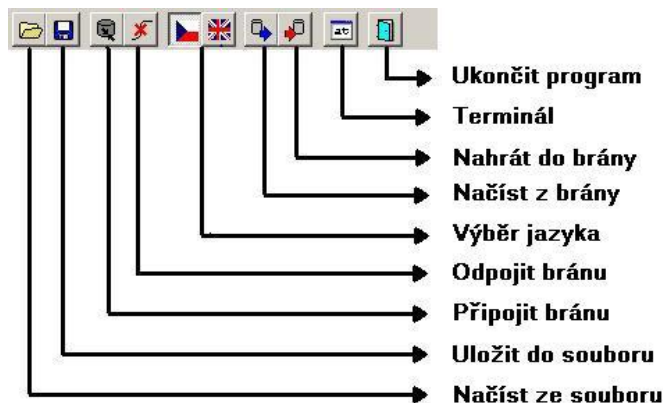 at
Ukončit program
Terminál
Nahrát do brány
Načíst z brány
Výběr jazyka
Odpojit bránu
Připojit bránu
Uložit do souboru
Načíst ze souboru